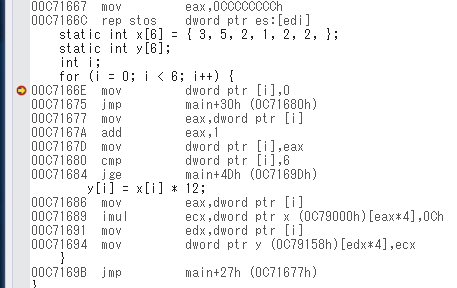 00C71667  mov         eax,0CCCCCCCCh
00C7166C  rep stos    dword ptr es:[edi]
    static int x[6] = { 3, 5, 2, 1, 2, 2, };
    static int y[6];
    int i;
    for (i = 0; i < 6; i++) {
00C7166E  mov         dword ptr [i],0
00C71675  jmp         main+30h (0C71680h)
00C71677  mov         eax,dword ptr [i]
00C7167A  add         eax,1
00C7167D  mov         dword ptr [i],eax
00C71680  cmp         dword ptr [i],6
00C71684  jge         main+4Dh (0C7169Dh)
        y[i] = x[i] * 12;
00C71686  mov         eax,dword ptr [i]
00C71689  imul        ecx,dword ptr x (0C79000h)[eax*4],0Ch
00C71691  mov         edx,dword ptr [i]
00C71694  mov         dword ptr y (0C79158h)[edx*4],ecx
    }
00C7169B  jmp         main+27h (0C71677h)
}